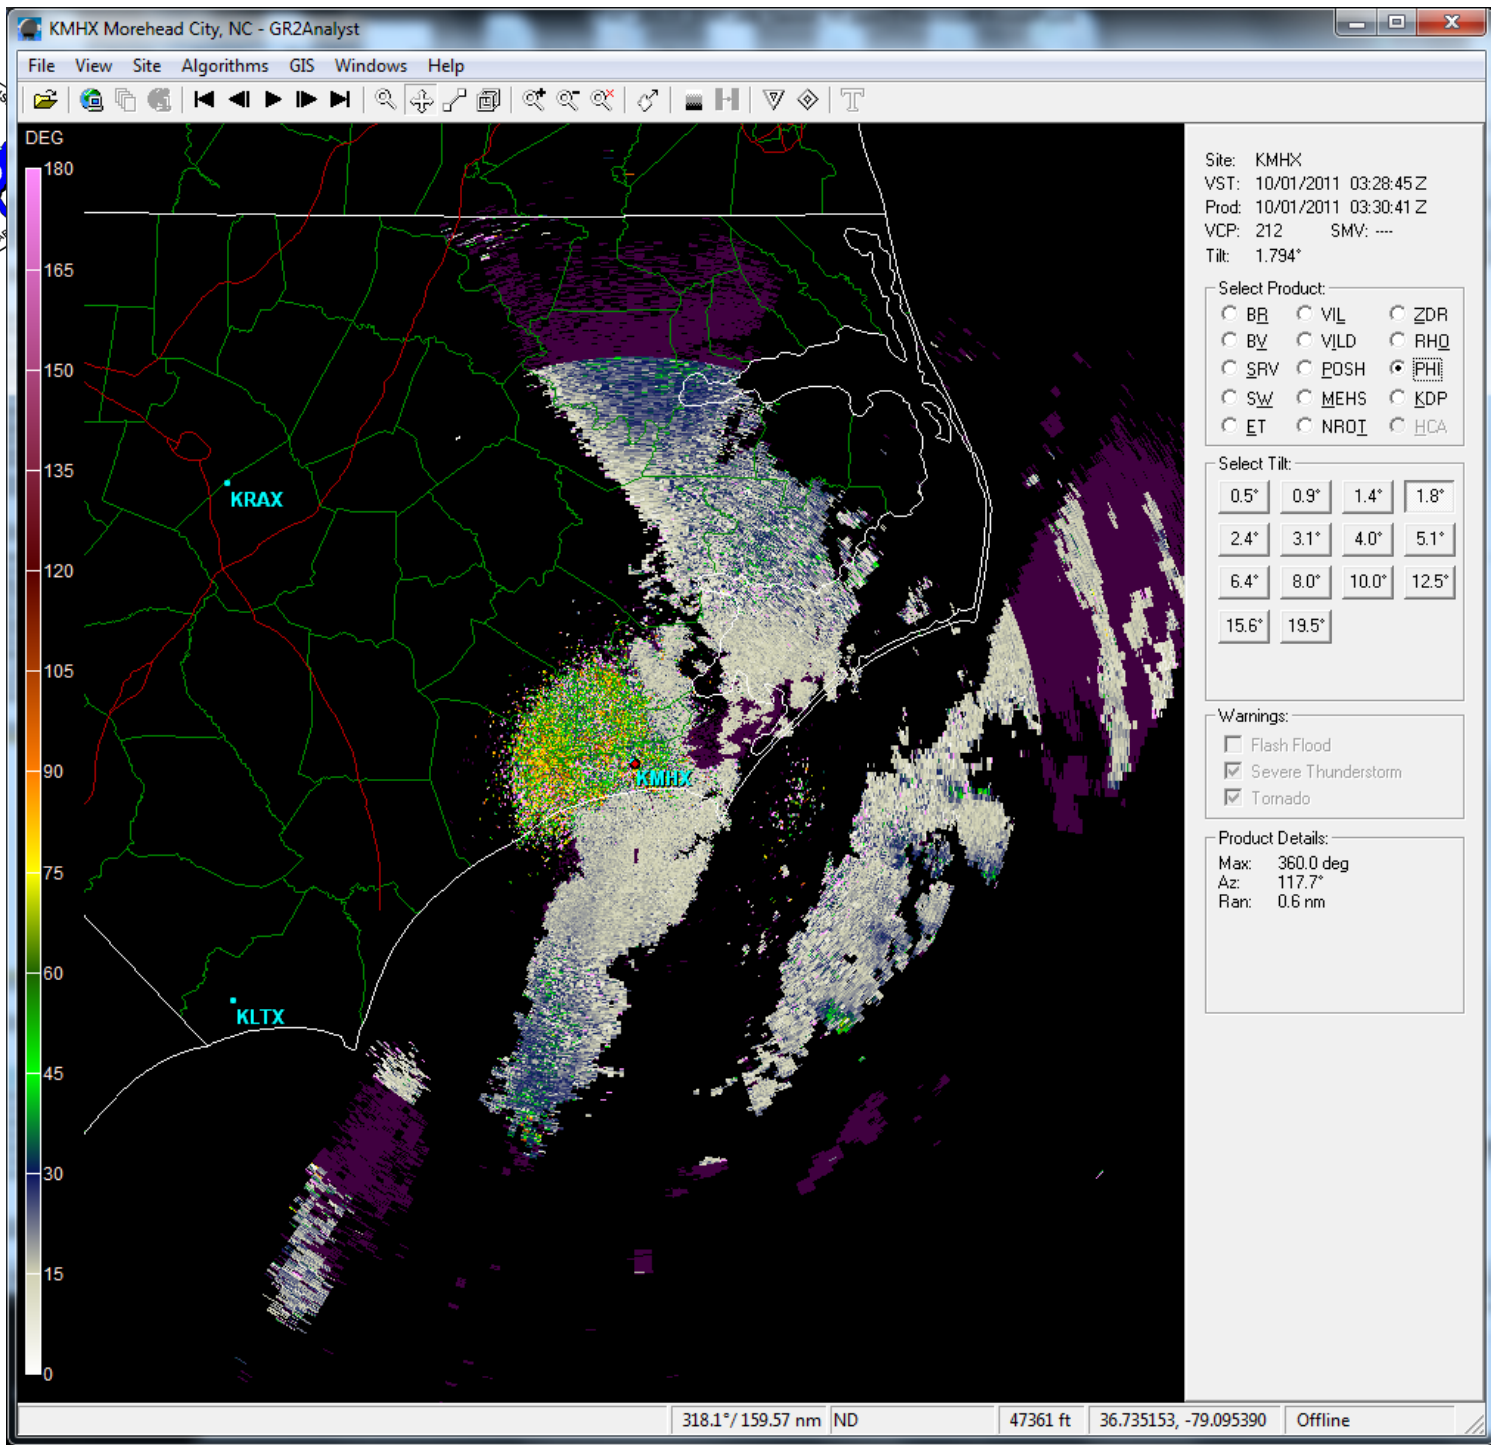 KMHX Morehead City, NC - GR2Analyst
File View Site Algorithms GIS Windows Help
DEG
180
165
150
135
120
105
90
75
60
45
30
15
0
KRAX
KMHX
KLTX
Site: KMHX
VST: 10/01/2011 03:28:45 Z
Prod: 10/01/2011 03:30:41 Z
VCP: 212 SMV: ----
Tilt: 1.794°
Select Product:
BR VIL ZDR
BV VILD RHO
SRV POSH PHI
SW MEHS KDP
ET NROT HCA
Select Tilt:
0.5° 0.9° 1.4° 1.8°
2.4° 3.1° 4.0° 5.1°
6.4° 8.0° 10.0° 12.5°
15.6° 19.5°
Warnings:
Flash Flood
Severe Thunderstorm
Tornado
Product Details:
Max: 360.0 deg
Az: 117.7°
Ran: 0.6 nm
318.1°/ 159.57 nm ND 47361 ft 36.735153, -79.095390 Offline